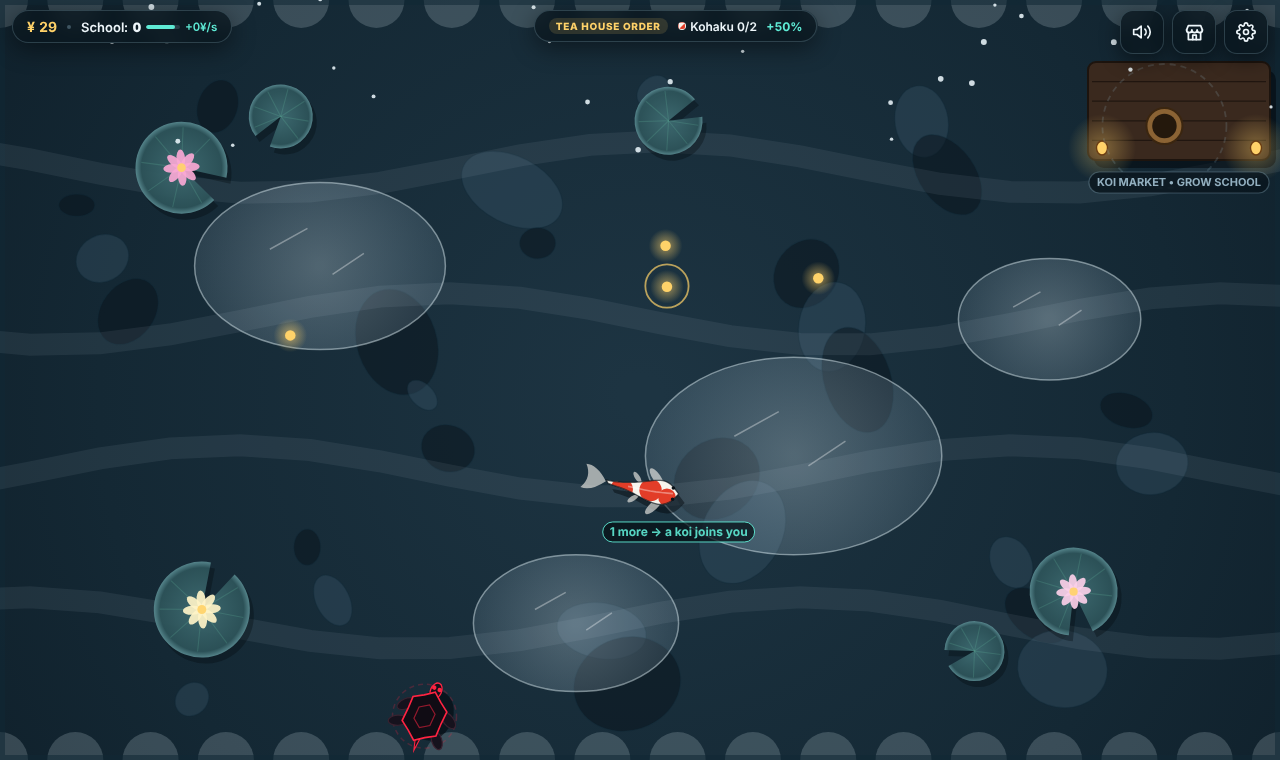 ¥ 29 • School: 0 +0¥/s
TEA HOUSE ORDER Kohaku 0/2 +50%
KOI MARKET • GROW SCHOOL
1 more → a koi joins you